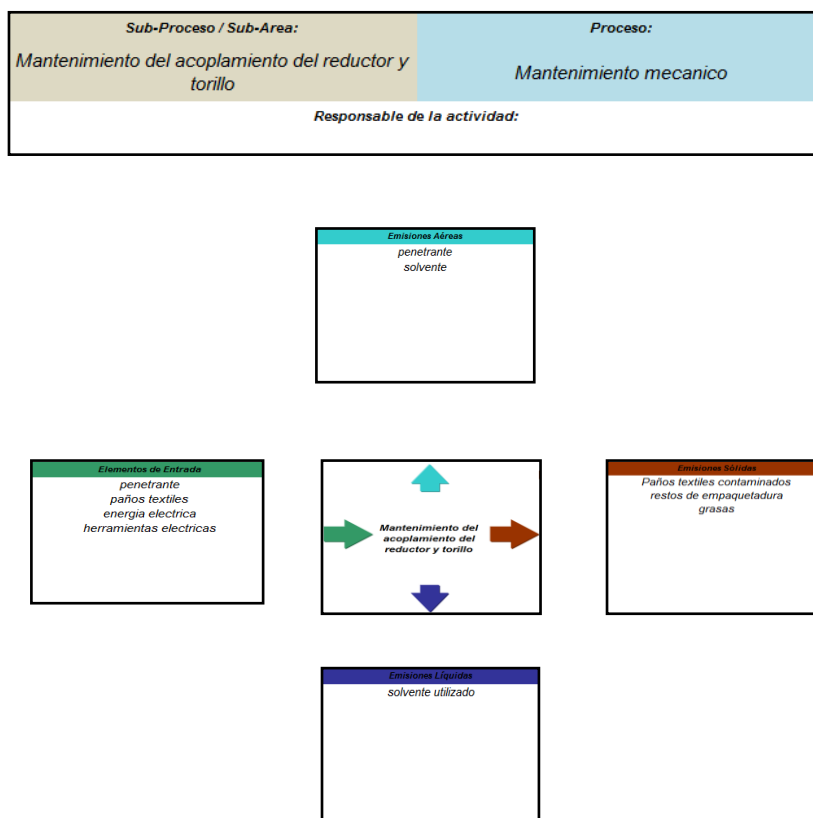 Sub-Proceso / Sub-Area:
Mantenimiento del acoplamiento del reductor y
torillo
Proceso:
Mantenimiento mecanico
Responsable de la actividad:
Emisiones Aéreas
penetrante
solvente
Elementos de Entrada
penetrante
paños textiles
energia electrica
herramientas electricas
Mantenimiento del
acoplamiento del
reductor y torillo
Emisiones Sólidas
Paños textiles contaminados
restos de empaquetadura
grasas
Emisiones Líquidas
solvente utilizado